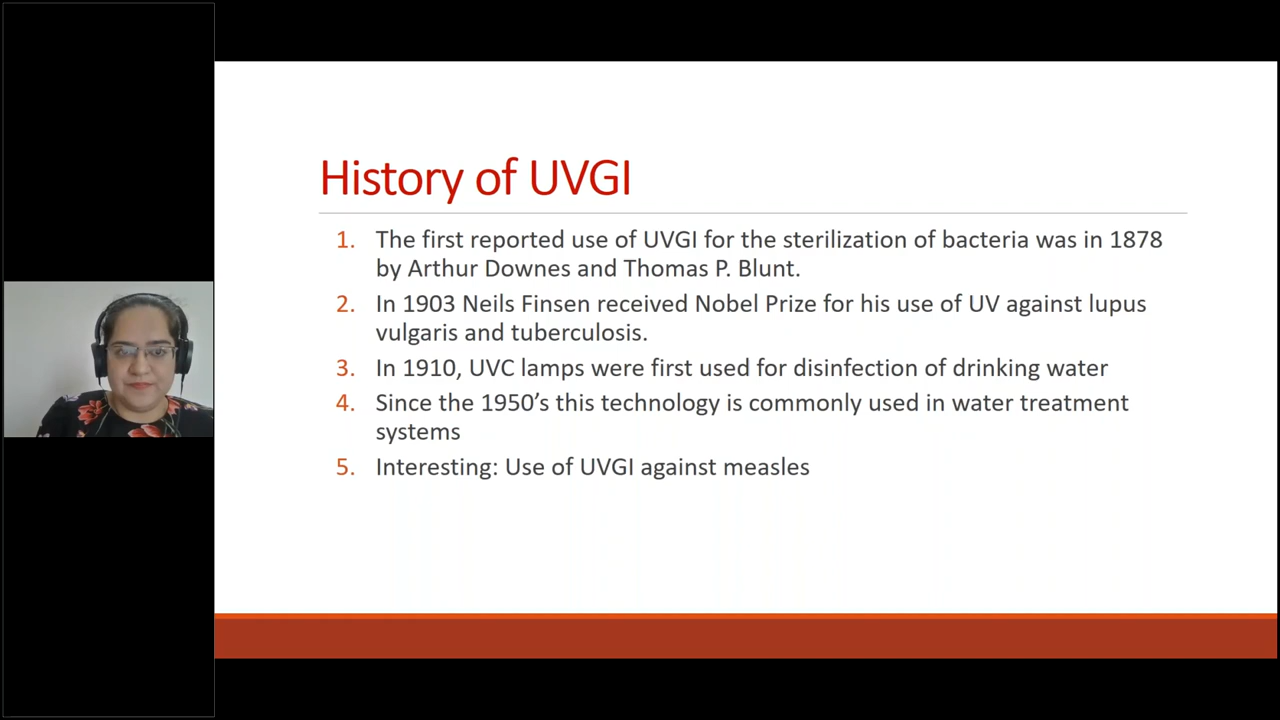 History of UVGI
1. The first reported use of UVGI for the sterilization of bacteria was in 1878
by Arthur Downes and Thomas P. Blunt.
2. In 1903 Neils Finsen received Nobel Prize for his use of UV against lupus
vulgaris and tuberculosis.
3. In 1910, UVC lamps were first used for disinfection of drinking water
4. Since the 1950’s this technology is commonly used in water treatment
systems
5. Interesting: Use of UVGI against measles